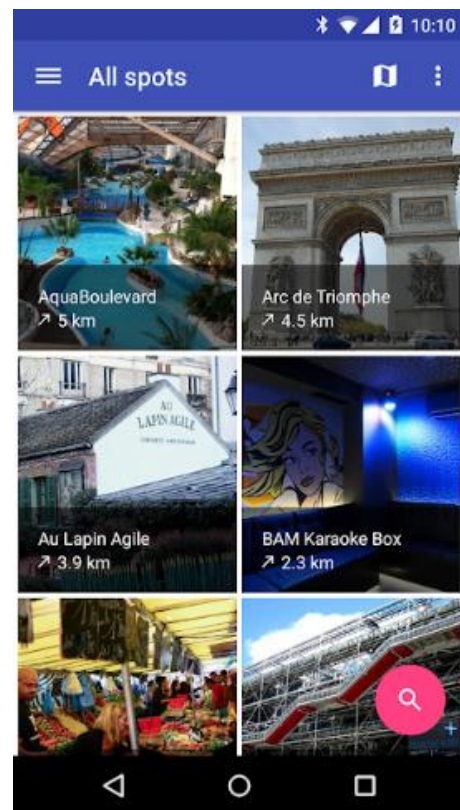 10:10
All spots
AquaBoulevard
5 km
Arc de Triomphe
4.5 km
AU
LAPIN AGILE
Au Lapin Agile
3.9 km
BAM Karaoke Box
2.3 km